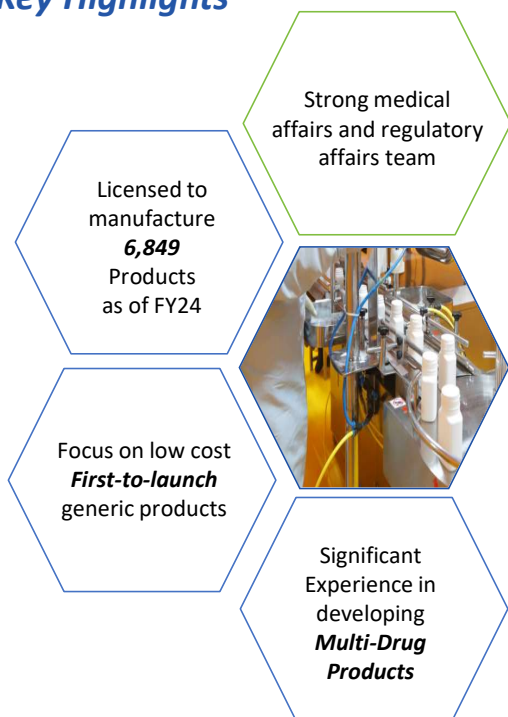 Key Highlights
Strong medical
affairs and regulatory
affairs team
Licensed to
manufacture
6,849
Products
as of FY24
Focus on low cost
First-to-launch
generic products
Significant
Experience in
developing
Multi-Drug
Products